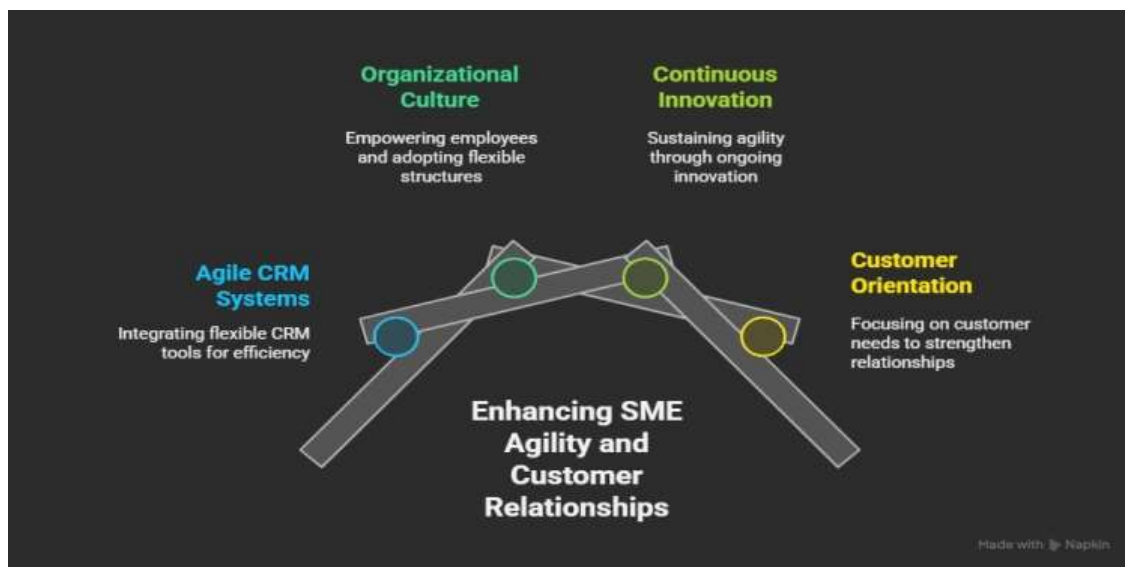 Organizational
Culture
Empowering employees
and adopting flexible
structures
Continuous
Innovation
Sustaining agility
through ongoing
innovation
Agile CRM
Systems
Integrating flexible CRM
tools for efficiency
Customer
Orientation
Focusing on customer
needs to strengthen
relationships
Enhancing SME
Agility and
Customer
Relationships
Made with Napkin